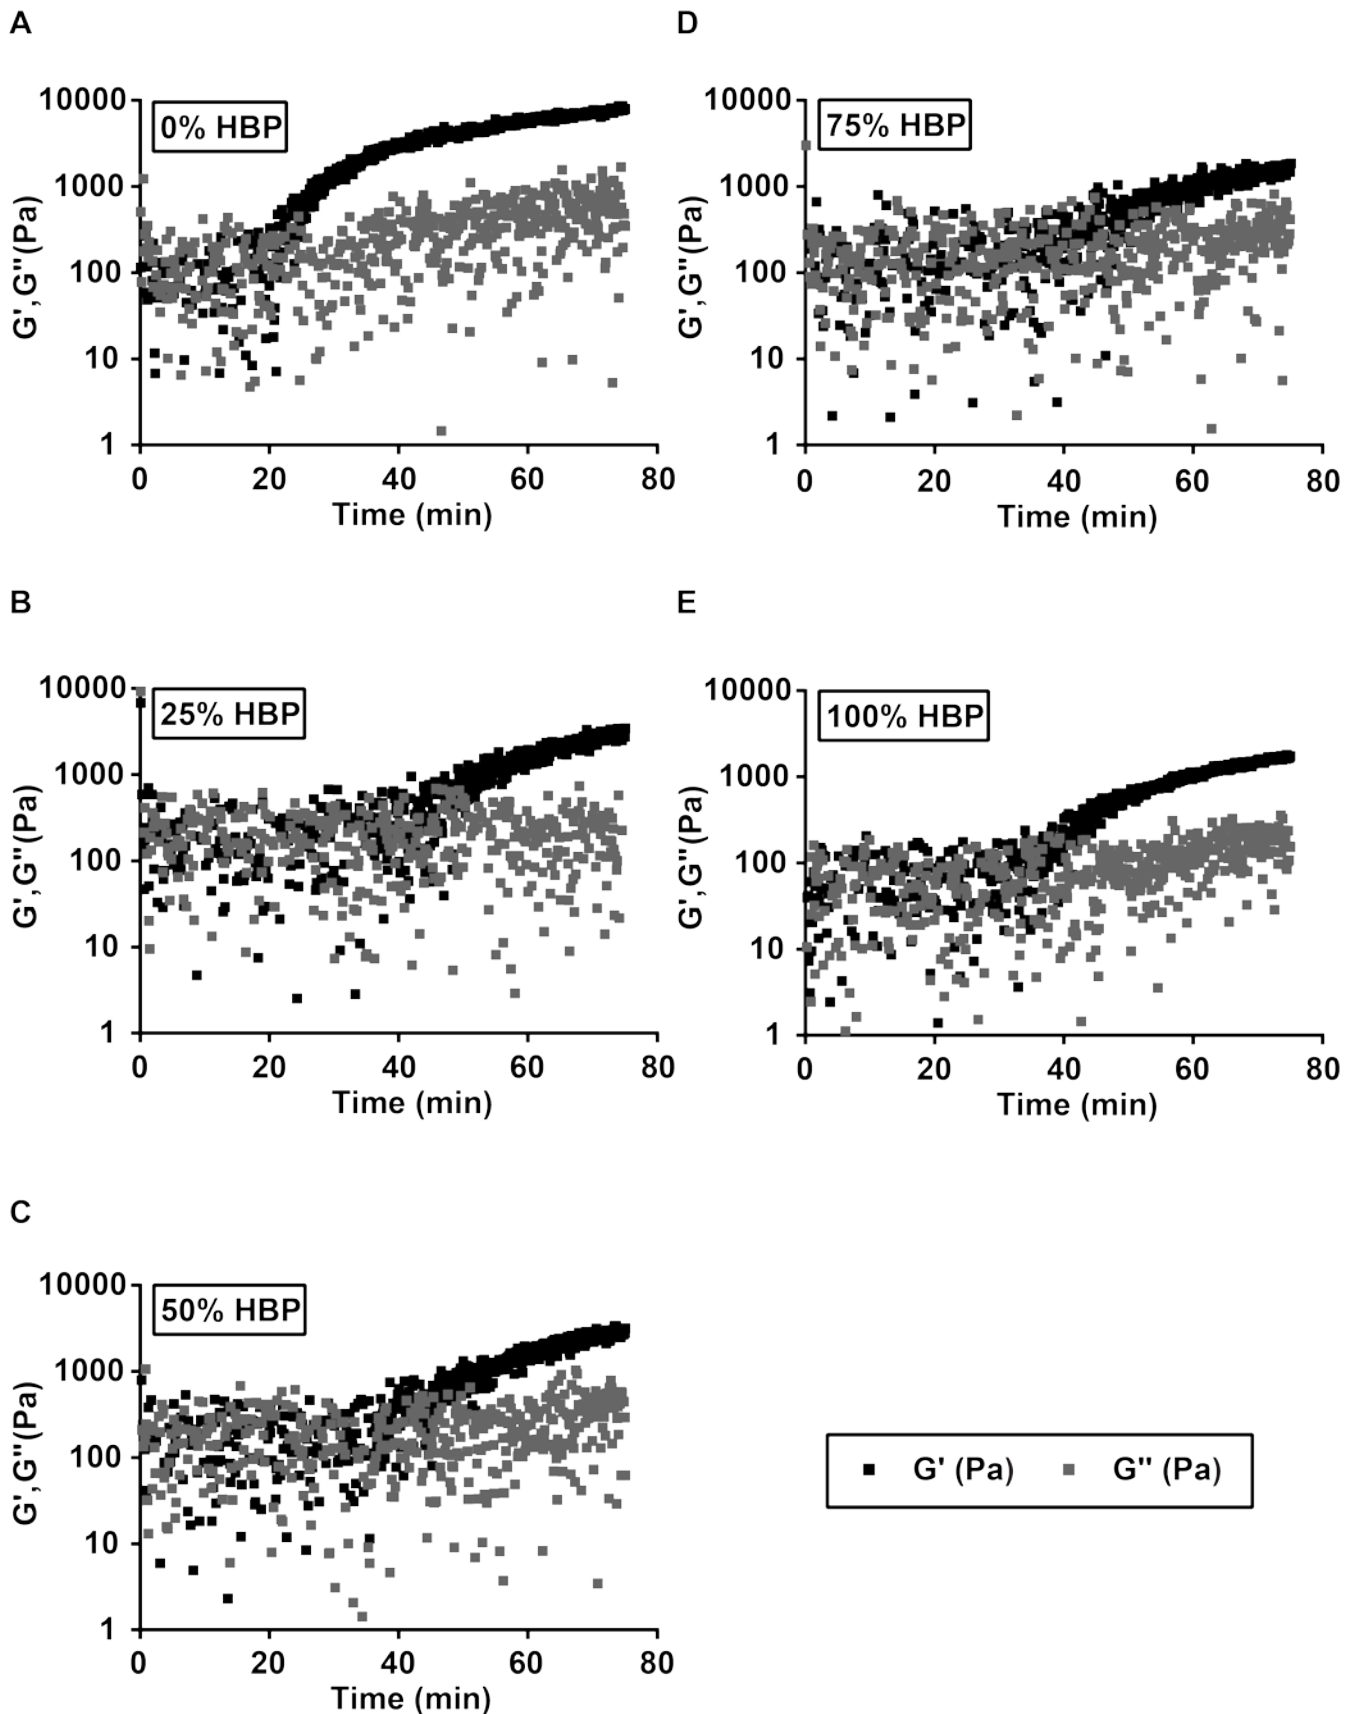 A
0% HBP
10000
1000
100
10
1
G',G''(Pa)
0 20 40 60 80
Time (min)
D
75% HBP
10000
1000
100
10
1
G',G''(Pa)
0 20 40 60 80
Time (min)
B
25% HBP
10000
1000
100
10
1
G',G''(Pa)
0 20 40 60 80
Time (min)
E
100% HBP
10000
1000
100
10
1
G',G''(Pa)
0 20 40 60 80
Time (min)
C
50% HBP
10000
1000
100
10
1
G',G''(Pa)
0 20 40 60 80
Time (min)
G' (Pa) G'' (Pa)